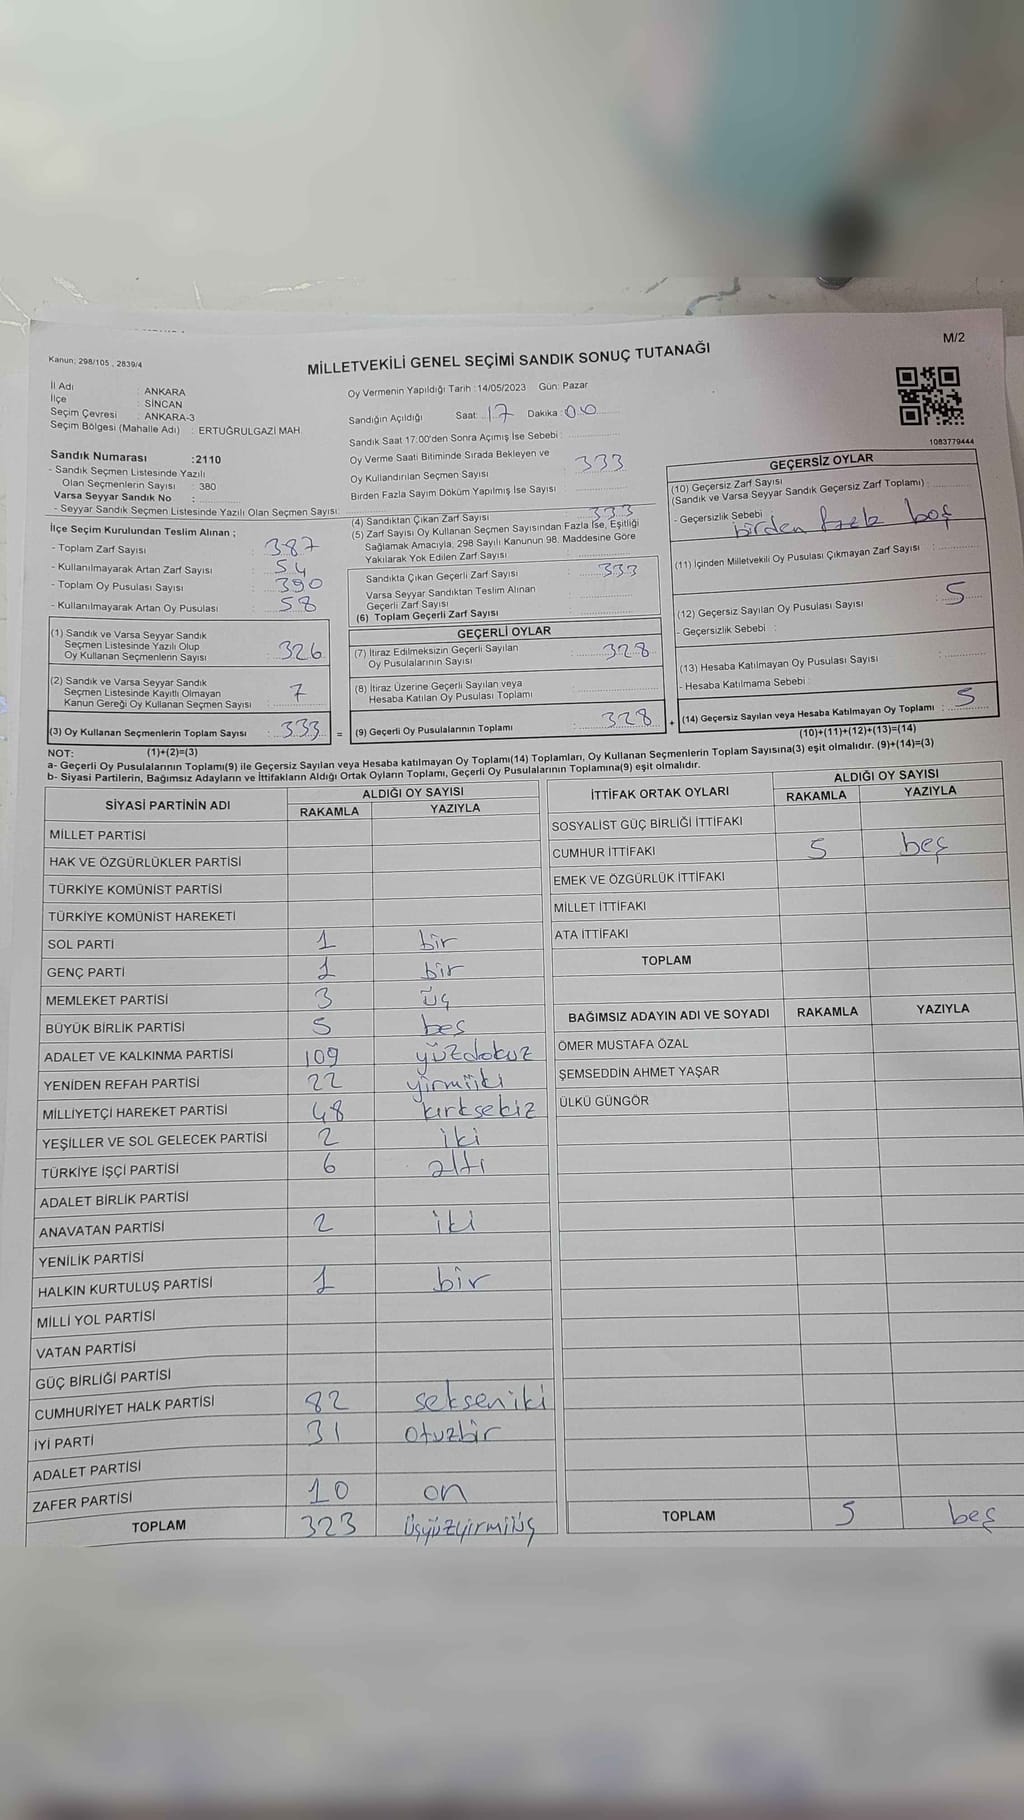 M/2
Kanun; 298/105 , 2839/4
MİLLETVEKİLİ GENEL SEÇİMİ SANDIK SONUÇ TUTANAĞI
İl Adı : ANKARA
İlçe : SİNCAN
Seçim Çevresi : ANKARA-3
Seçim Bölgesi (Mahalle Adı) : ERTUĞRULGAZİ MAH.
Sandık Numarası :2110
- Sandık Seçmen Listesinde Yazılı
Olan Seçmenlerin Sayısı : 380
Varsa Seyyar Sandık No :
- Seyyar Sandık Seçmen Listesinde Yazılı Olan Seçmen Sayısı:
İlçe Seçim Kurulundan Teslim Alınan ;
- Toplam Zarf Sayısı : 387
- Kullanılmayarak Artan Zarf Sayısı : 54
- Toplam Oy Pusulası Sayısı : 390
- Kullanılmayarak Artan Oy Pusulası : 58
(1) Sandık ve Varsa Seyyar Sandık
Seçmen Listesinde Yazılı Olup
Oy Kullanan Seçmenlerin Sayısı : 326
(2) Sandık ve Varsa Seyyar Sandık
Seçmen Listesinde Kayıtlı Olmayan
Kanun Gereği Oy Kullanan Seçmen Sayısı : 7
(3) Oy Kullanan Seçmenlerin Toplam Sayısı : 333 =
(1)+(2)=(3)
Oy Vermenin Yapıldığı Tarih :14/05/2023 Gün: Pazar
Sandığın Açıldığı Saat: 17 Dakika : 00
Sandık Saat 17:00'den Sonra Açımış İse Sebebi :
Oy Verme Saati Bitiminde Sırada Bekleyen ve
Oy Kullandırılan Seçmen Sayısı : 333
Birden Fazla Sayım Döküm Yapılmış İse Sayısı :
(4) Sandıktan Çıkan Zarf Sayısı : 333
(5) Zarf Sayısı Oy Kullanan Seçmen Sayısından Fazla İse, Eşitliği
Sağlamak Amacıyla, 298 Sayılı Kanunun 98. Maddesine Göre
Yakılarak Yok Edilen Zarf Sayısı :
Sandıkta Çıkan Geçerli Zarf Sayısı : 333
Varsa Seyyar Sandıktan Teslim Alınan
Geçerli Zarf Sayısı :
(6) Toplam Geçerli Zarf Sayısı :
GEÇERLİ OYLAR
(7) İtiraz Edilmeksizin Geçerli Sayılan
Oy Pusulalarının Sayısı : 328
(8) İtiraz Üzerine Geçerli Sayılan veya
Hesaba Katılan Oy Pusulası Toplamı :
(9) Geçerli Oy Pusulalarının Toplamı : 328 +
1083779444
GEÇERSİZ OYLAR
(10) Geçersiz Zarf Sayısı
(Sandık ve Varsa Seyyar Sandık Geçersiz Zarf Toplamı) :
- Geçersizlik Sebebi :
birden fazla boş
(11) İçinden Milletvekili Oy Pusulası Çıkmayan Zarf Sayısı :
(12) Geçersiz Sayılan Oy Pusulası Sayısı : 5
- Geçersizlik Sebebi :
(13) Hesaba Katılmayan Oy Pusulası Sayısı :
- Hesaba Katılmama Sebebi :
(14) Geçersiz Sayılan veya Hesaba Katılmayan Oy Toplamı : 5
(10)+(11)+(12)+(13)=(14)
NOT:
a- Geçerli Oy Pusulalarının Toplamı(9) ile Geçersiz Sayılan veya Hesaba katılmayan Oy Toplamı(14) Toplamları, Oy Kullanan Seçmenlerin Toplam Sayısına(3) eşit olmalıdır. (9)+(14)=(3)
b- Siyasi Partilerin, Bağımsız Adayların ve İttifakların Aldığı Ortak Oyların Toplamı, Geçerli Oy Pusulalarının Toplamına(9) eşit olmalıdır.
SİYASİ PARTİNİN ADI ALDIĞI OY SAYISI
RAKAMLA YAZIYLA
MİLLET PARTİSİ
HAK VE ÖZGÜRLÜKLER PARTİSİ
TÜRKİYE KOMÜNİST PARTİSİ
TÜRKİYE KOMÜNİST HAREKETİ
SOL PARTİ 1 bir
GENÇ PARTİ 1 bir
MEMLEKET PARTİSİ 3 üç
BÜYÜK BİRLİK PARTİSİ 5 beş
ADALET VE KALKINMA PARTİSİ 109 yüzdokuz
YENİDEN REFAH PARTİSİ 22 yirmiiki
MİLLİYETÇİ HAREKET PARTİSİ 48 kırksekiz
YEŞİLLER VE SOL GELECEK PARTİSİ 2 iki
TÜRKİYE İŞÇİ PARTİSİ 6 altı
ADALET BİRLİK PARTİSİ
ANAVATAN PARTİSİ 2 iki
YENİLİK PARTİSİ
HALKIN KURTULUŞ PARTİSİ 1 bir
MİLLİ YOL PARTİSİ
VATAN PARTİSİ
GÜÇ BİRLİĞİ PARTİSİ
CUMHURİYET HALK PARTİSİ 82 sekseniki
İYİ PARTİ 31 otuzbir
ADALET PARTİSİ
ZAFER PARTİSİ 10 on
TOPLAM 323 üçyüzyirmiüç
İTTİFAK ORTAK OYLARI ALDIĞI OY SAYISI
RAKAMLA YAZIYLA
SOSYALİST GÜÇ BİRLİĞİ İTTİFAKI
CUMHUR İTTİFAKI 5 beş
EMEK VE ÖZGÜRLÜK İTTİFAKI
MİLLET İTTİFAKI
ATA İTTİFAKI
TOPLAM
BAĞIMSIZ ADAYIN ADI VE SOYADI RAKAMLA YAZIYLA
ÖMER MUSTAFA ÖZAL
ŞEMSEDDİN AHMET YAŞAR
ÜLKÜ GÜNGÖR
TOPLAM 5 beş